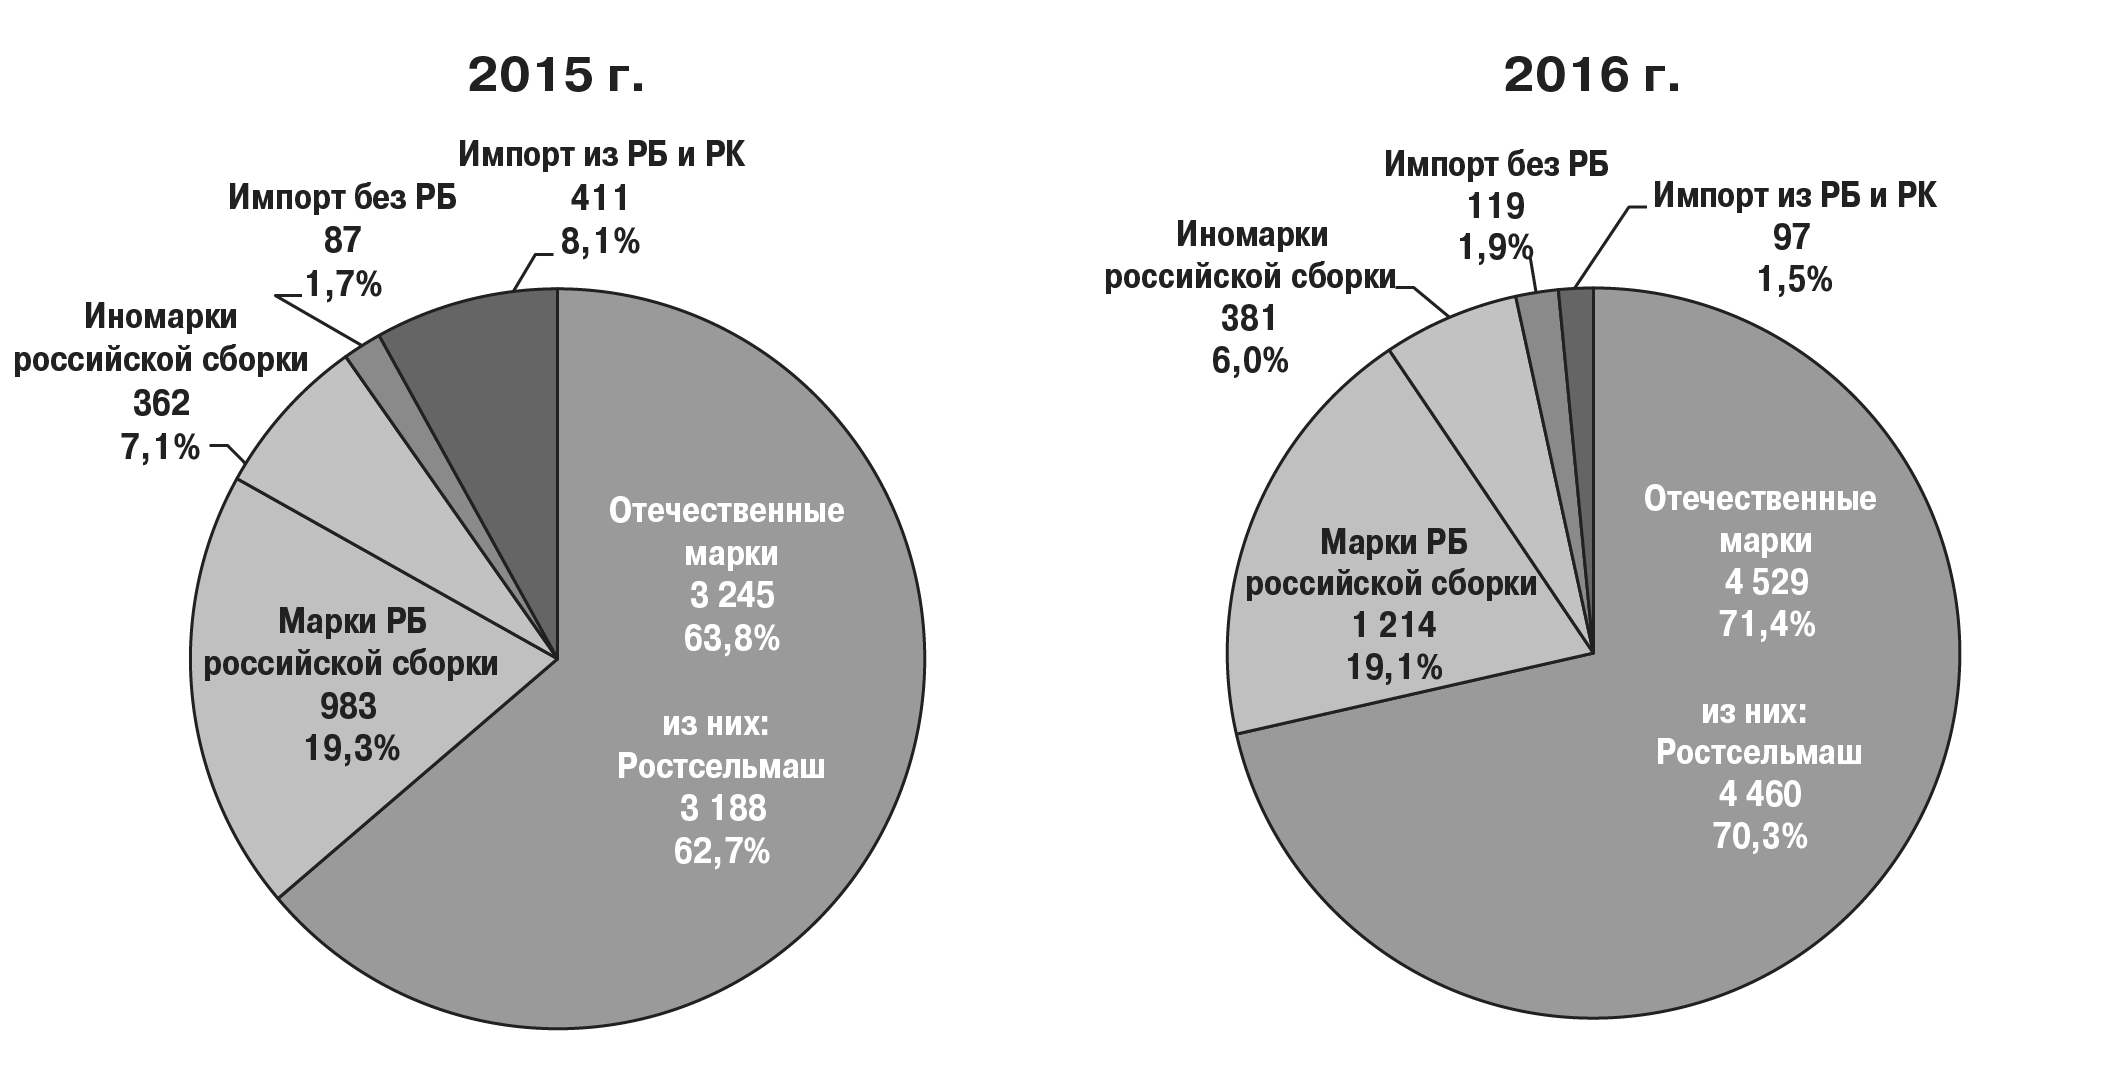 2015 г.
Импорт из РБ и РК
411
8,1%
Импорт без РБ
87
1,7%
Иномарки
российской сборки
362
7,1%
Марки РБ
российской сборки
983
19,3%
Отечественные
марки
3 245
63,8%
из них:
Ростсельмаш
3 188
62,7%
2016 г.
Импорт без РБ
119
1,9%
Импорт из РБ и РК
97
1,5%
Иномарки
российской сборки
381
6,0%
Марки РБ
российской сборки
1 214
19,1%
Отечественные
марки
4 529
71,4%
из них:
Ростсельмаш
4 460
70,3%